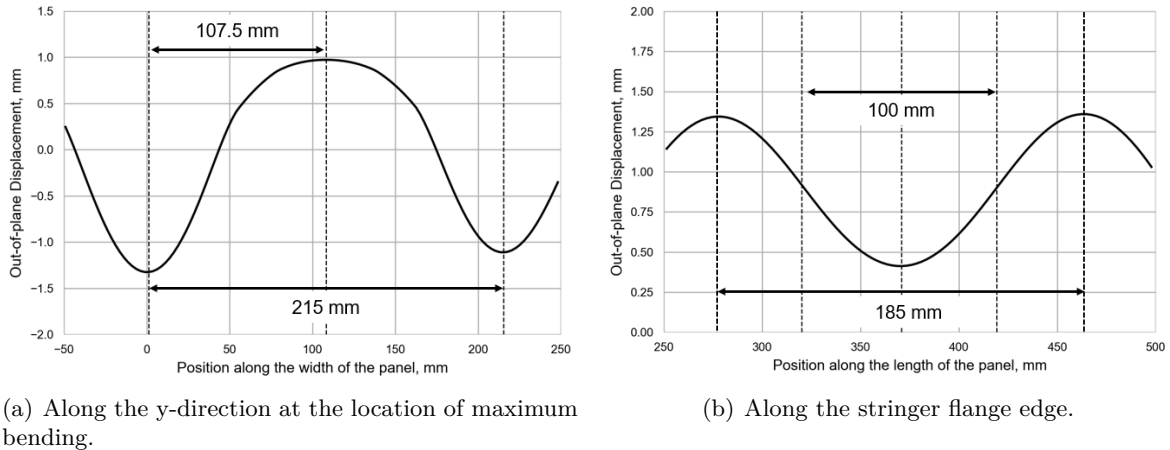 1.5
1.0
0.5
0.0
−0.5
−1.0
−1.5
−2.0
Out-of-plane Displacement, mm
107.5 mm
215 mm
−50 0 50 100 150 200 250
Position along the width of the panel, mm
(a) Along the y-direction at the location of maximum
bending.
2.00
1.75
1.50
1.25
1.00
0.75
0.50
0.25
0.00
Out-of-plane Displacement, mm
100 mm
185 mm
250 300 350 400 450 500
Position along the length of the panel, mm
(b) Along the stringer flange edge.